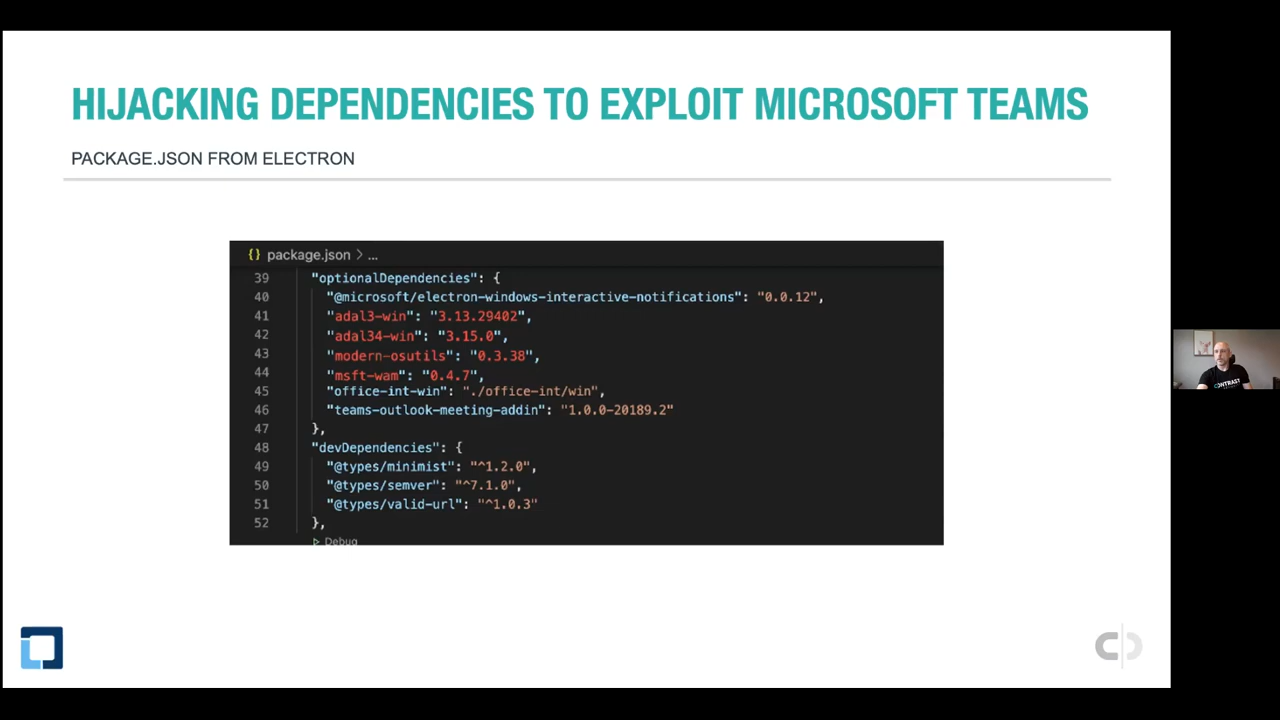 HIJACKING DEPENDENCIES TO EXPLOIT MICROSOFT TEAMS
PACKAGE.JSON FROM ELECTRON
{} package.json > ...
39 "optionalDependencies": {
40 "@microsoft/electron-windows-interactive-notifications": "0.0.12",
41 "adal3-win": "3.13.29402",
42 "adal34-win": "3.15.0",
43 "modern-osutils": "0.3.38",
44 "msft-wam": "0.4.7",
45 "office-int-win": "./office-int/win",
46 "teams-outlook-meeting-addin": "1.0.0-20189.2"
47 },
48 "devDependencies": {
49 "@types/minimist": "^1.2.0",
50 "@types/semver": "^7.1.0",
51 "@types/valid-url": "^1.0.3"
52 },
Debug
CONTRAST